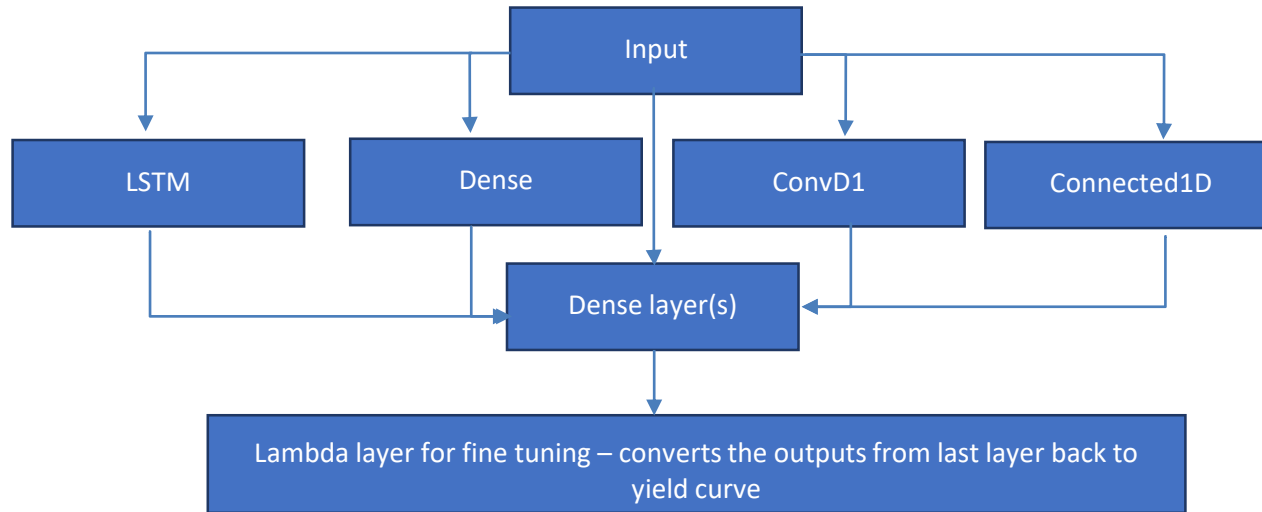 Input
LSTM
Dense
ConvD1
Connected1D
Dense layer(s)
Lambda layer for fine tuning – converts the outputs from last layer back to
yield curve